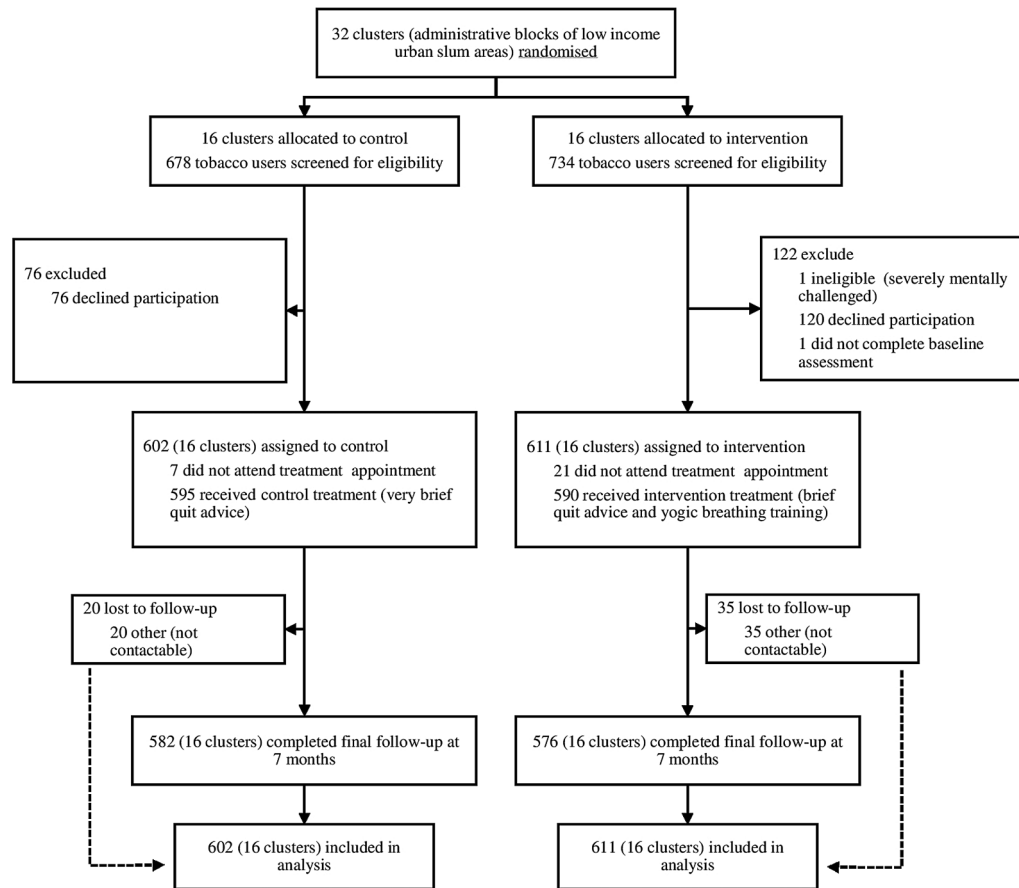 32 clusters (administrative blocks of low income
urban slum areas) randomised
16 clusters allocated to control
678 tobacco users screened for eligibility
16 clusters allocated to intervention
734 tobacco users screened for eligibility
76 excluded
76 declined participation
122 exclude
1 ineligible (severely mentally
challenged)
120 declined participation
1 did not complete baseline
assessment
602 (16 clusters) assigned to control
7 did not attend treatment appointment
595 received control treatment (very brief
quit advice)
611 (16 clusters) assigned to intervention
21 did not attend treatment appointment
590 received intervention treatment (brief
quit advice and yogic breathing training)
20 lost to follow-up
20 other (not
contactable)
35 lost to follow-up
35 other (not
contactable)
582 (16 clusters) completed final follow-up at
7 months
576 (16 clusters) completed final follow-up at
7 months
602 (16 clusters) included in
analysis
611 (16 clusters) included in
analysis